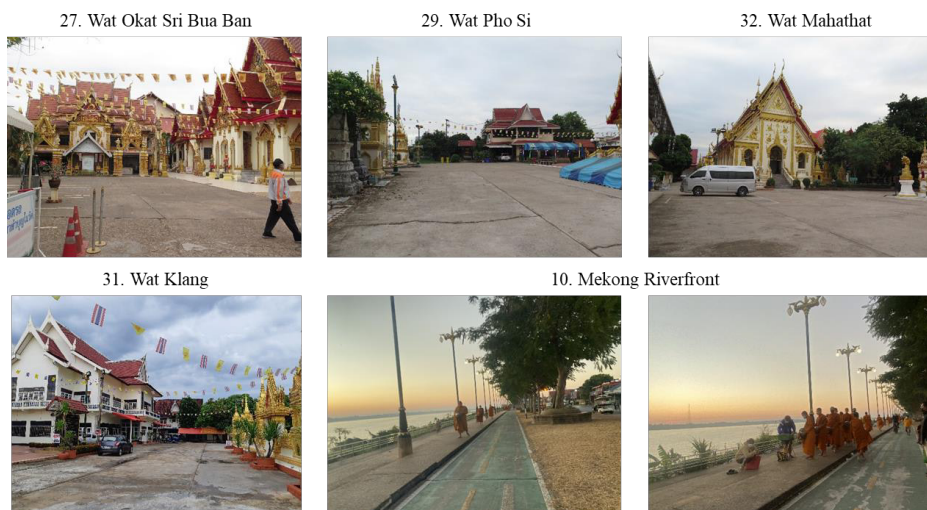 27. Wat Okat Sri Bua Ban
29. Wat Pho Si
32. Wat Mahathat
31. Wat Klang
10. Mekong Riverfront